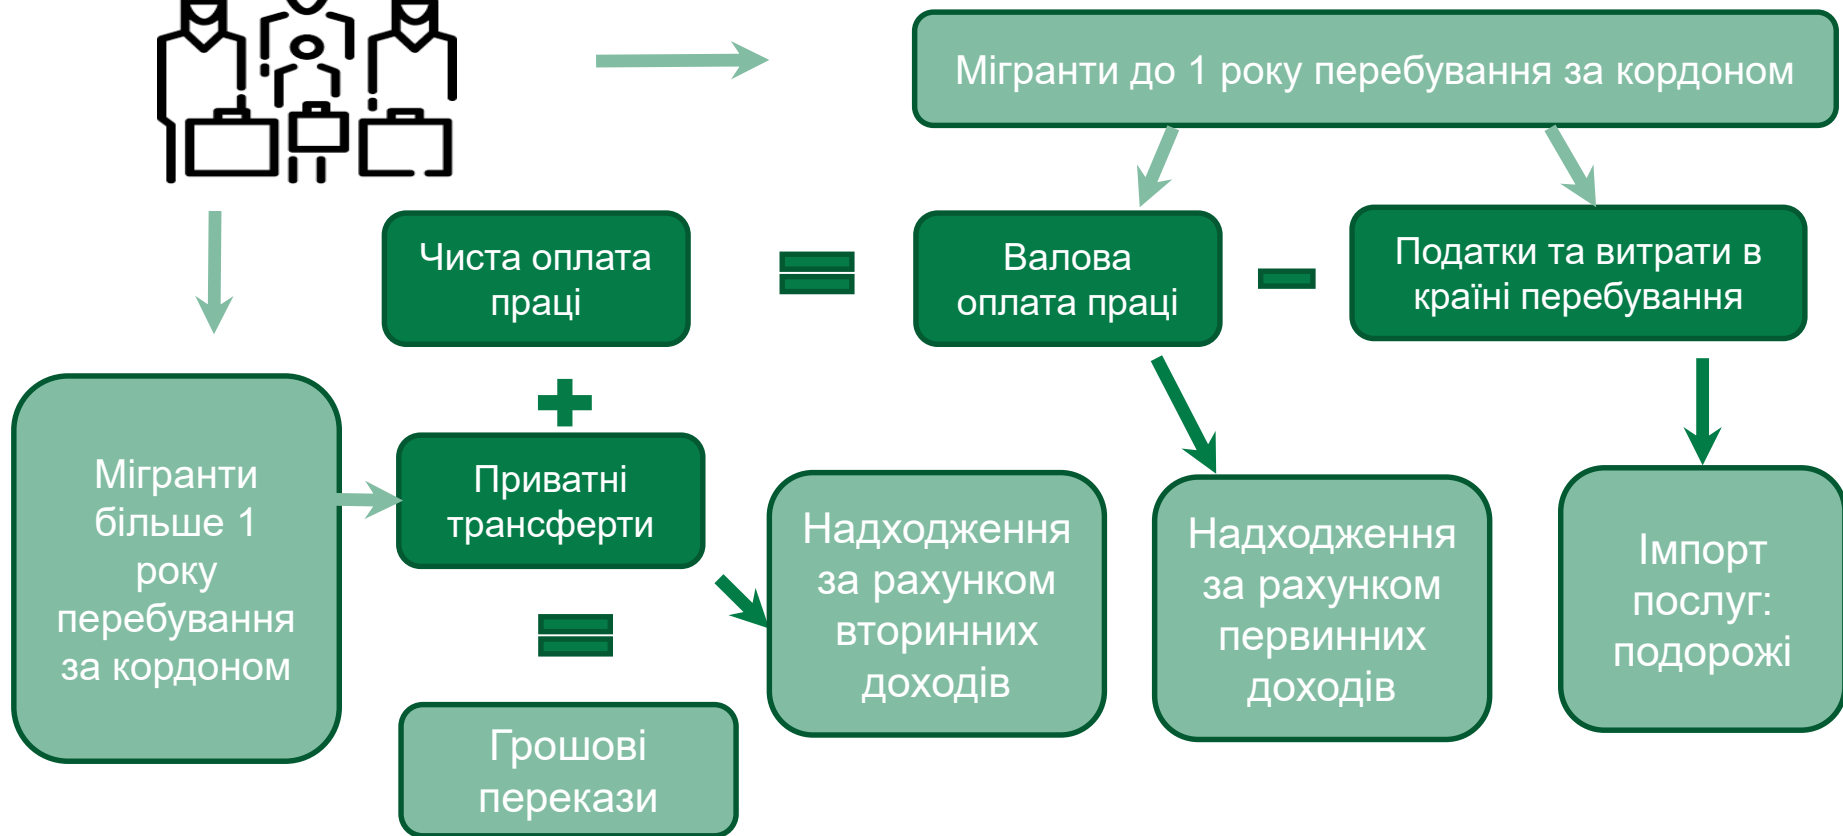 Мігранти до 1 року перебування за кордоном
Чиста оплата
праці
Валова
оплата праці
Податки та витрати в
країні перебування
Мігранти
більше 1
року
перебування
за кордоном
Приватні
трансферти
Надходження
за рахунком
вторинних
доходів
Надходження
за рахунком
первинних
доходів
Імпорт
послуг:
подорожі
Грошові
перекази